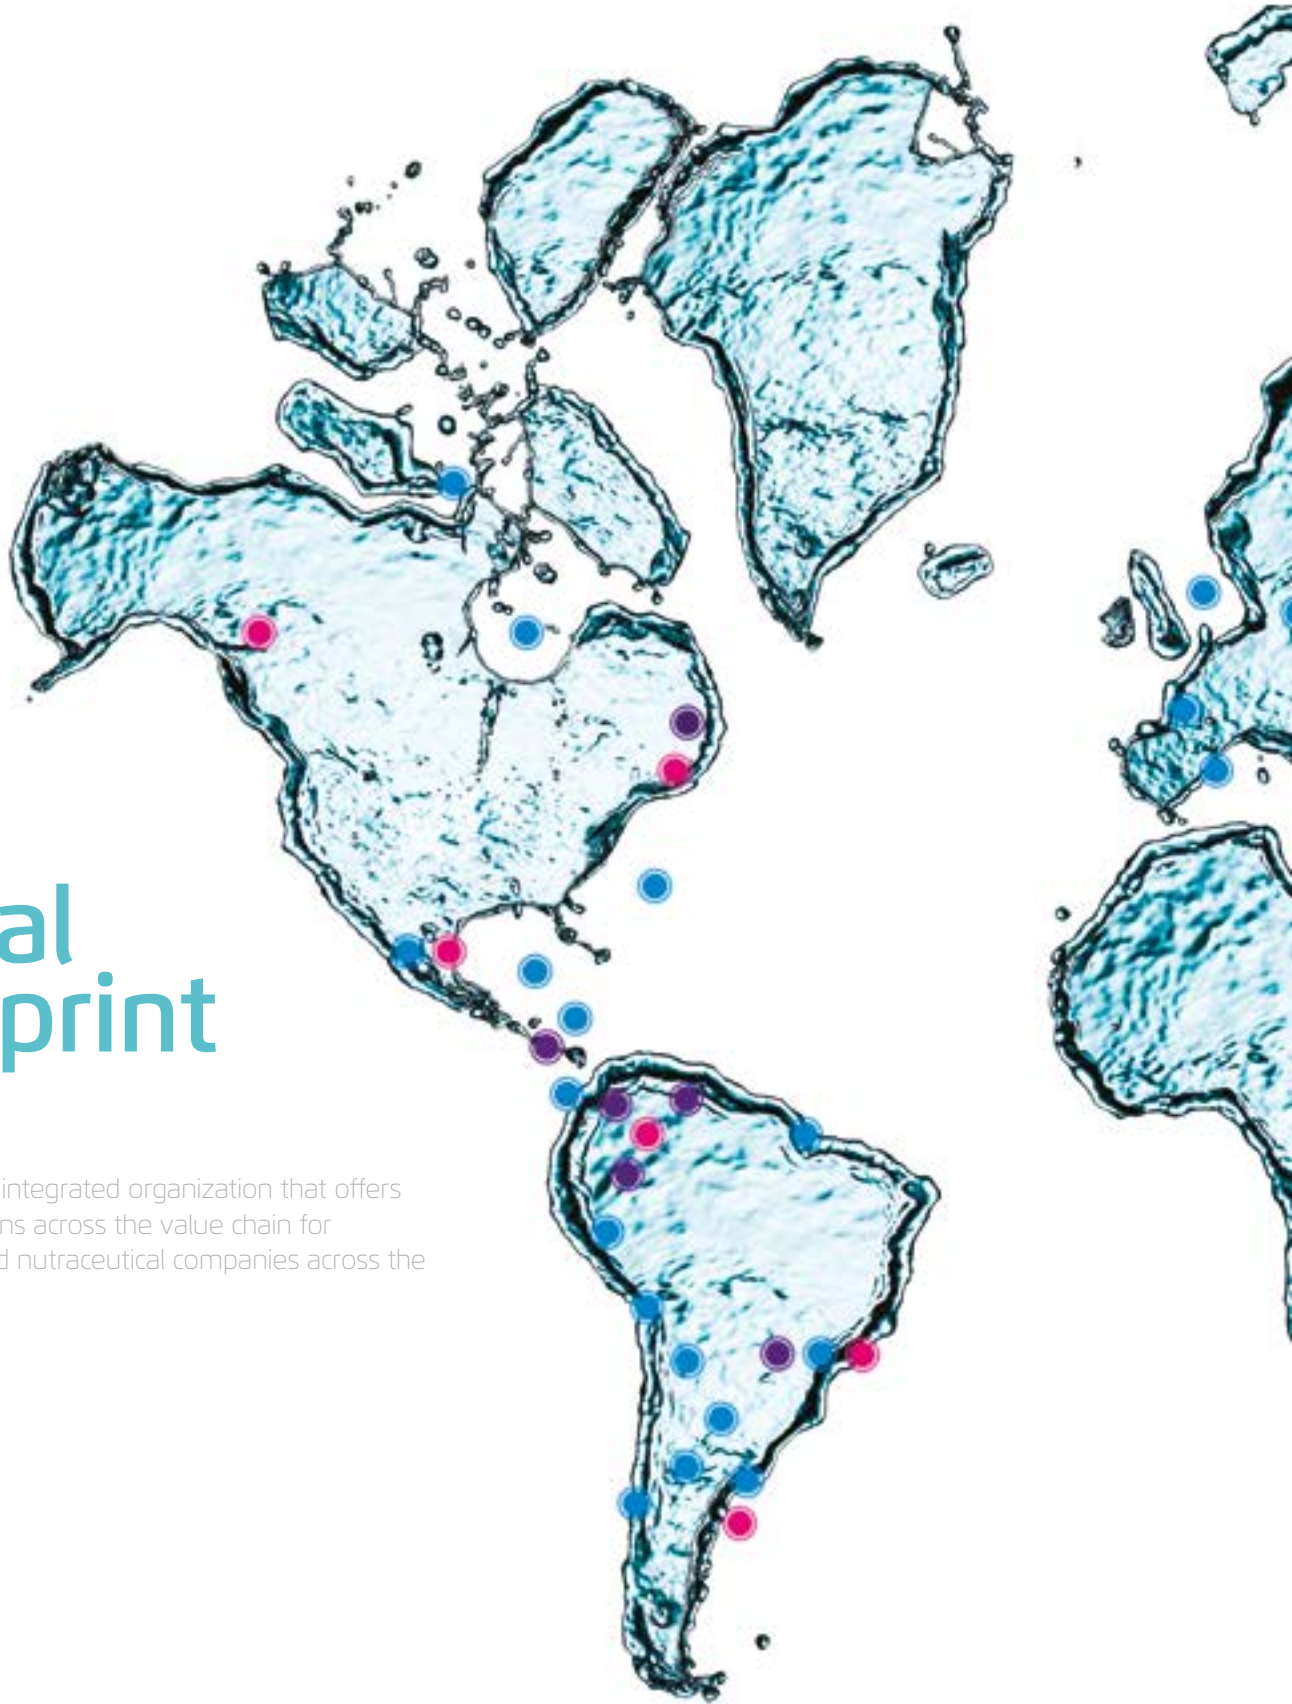 al
print
integrated organization that offers
ns across the value chain for
d nutraceutical companies across the